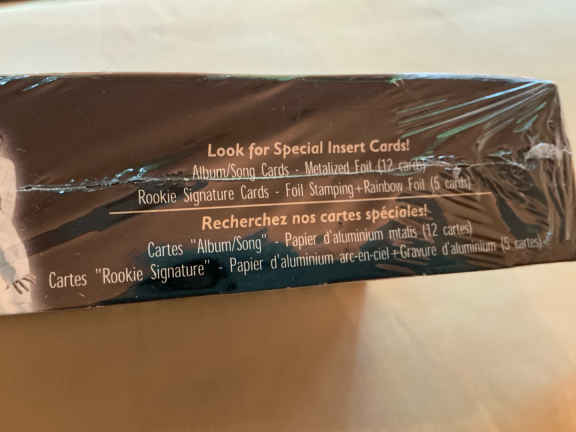 Look for Special Insert Cards!
Album/Song Cards - Metalized Foil (12 cards)
Rookie Signature Cards - Foil Stamping+Rainbow Foil (5 cards)
Recherchez nos cartes spéciales!
Cartes "Album/Song" - Papier d'aluminium mtalis (12 cartes)
Cartes "Rookie Signature" - Papier d'aluminium arc-en-ciel+Gravure d'aluminium (5 cartes)